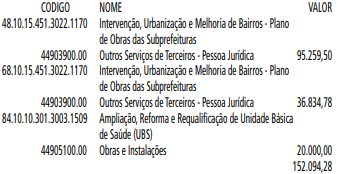 CODIGO NOME VALOR
48.10.15.451.3022.1170 Intervenção, Urbanização e Melhoria de Bairros - Plano
de Obras das Subprefeituras
44903900.00 Outros Serviços de Terceiros - Pessoa Jurídica 95.259,50
68.10.15.451.3022.1170 Intervenção, Urbanização e Melhoria de Bairros - Plano
de Obras das Subprefeituras
44903900.00 Outros Serviços de Terceiros - Pessoa Jurídica 36.834,78
84.10.10.301.3003.1509 Ampliação, Reforma e Requalificação de Unidade Básica
de Saúde (UBS)
44905100.00 Obras e Instalações 20.000,00
152.094,28